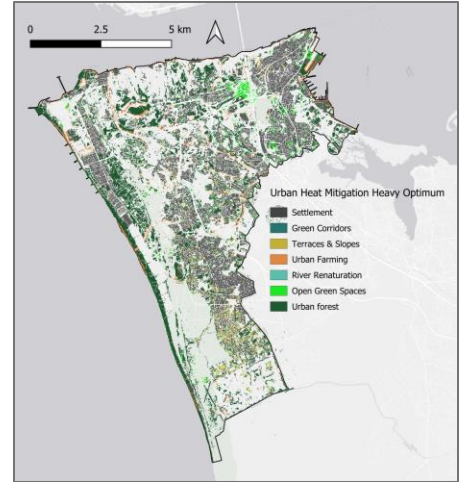 0 2.5 5 km
Urban Heat Mitigation Heavy Optimum
Settlement
Green Corridors
Terraces & Slopes
Urban Farming
River Renaturation
Open Green Spaces
Urban forest